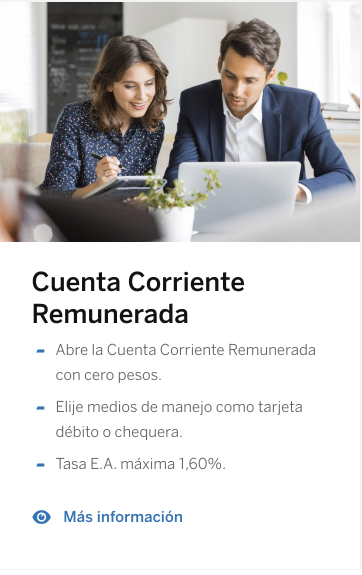 Cuenta Corriente
Remunerada
Abre la Cuenta Corriente Remunerada
con cero pesos.
Elije medios de manejo como tarjeta
débito o chequera.
Tasa E.A. máxima 1,60%.
Más información